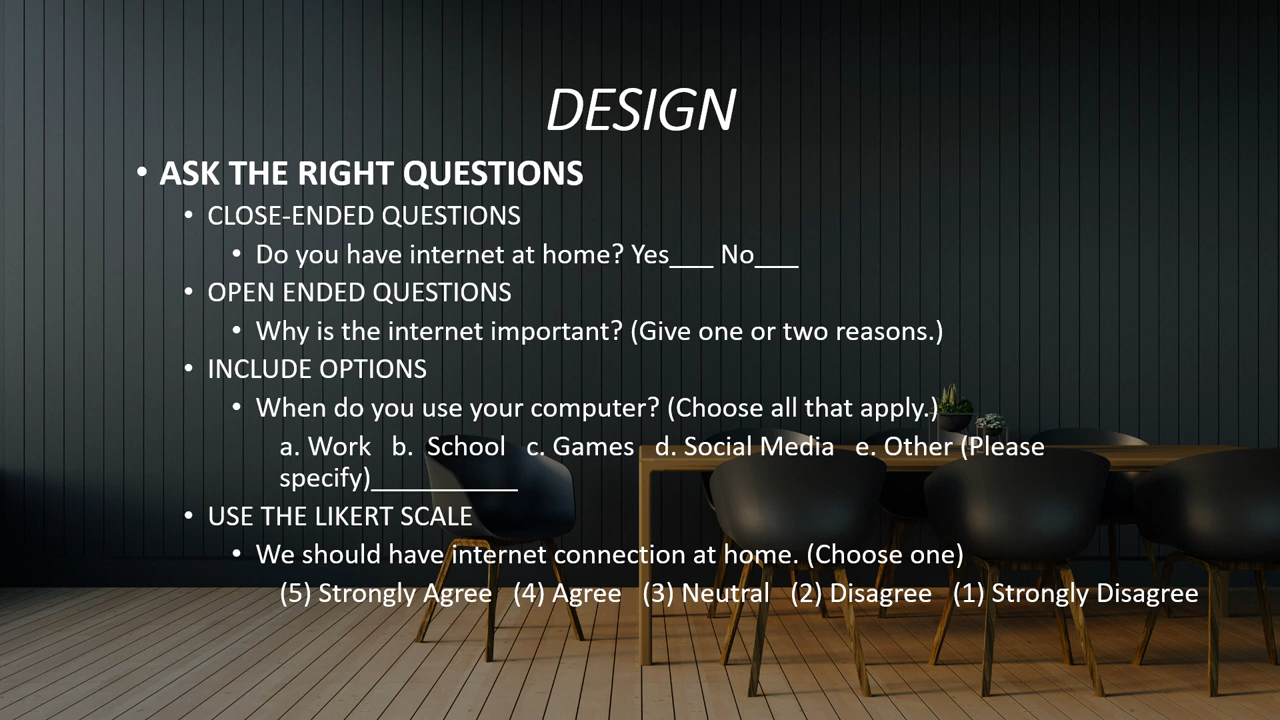 DESIGN
• ASK THE RIGHT QUESTIONS
• CLOSE-ENDED QUESTIONS
• Do you have internet at home? Yes___ No___
• OPEN ENDED QUESTIONS
• Why is the internet important? (Give one or two reasons.)
• INCLUDE OPTIONS
• When do you use your computer? (Choose all that apply.)
a. Work b. School c. Games d. Social Media e. Other (Please
specify)__________
• USE THE LIKERT SCALE
• We should have internet connection at home. (Choose one)
(5) Strongly Agree (4) Agree (3) Neutral (2) Disagree (1) Strongly Disagree